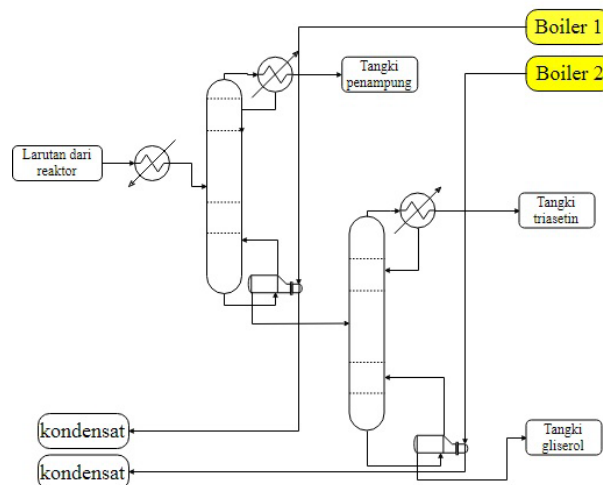 Boiler 1
Boiler 2
Tangki
penampung
Larutan dari
reaktor
Tangki
triasetin
kondensat
kondensat
Tangki
gliserol